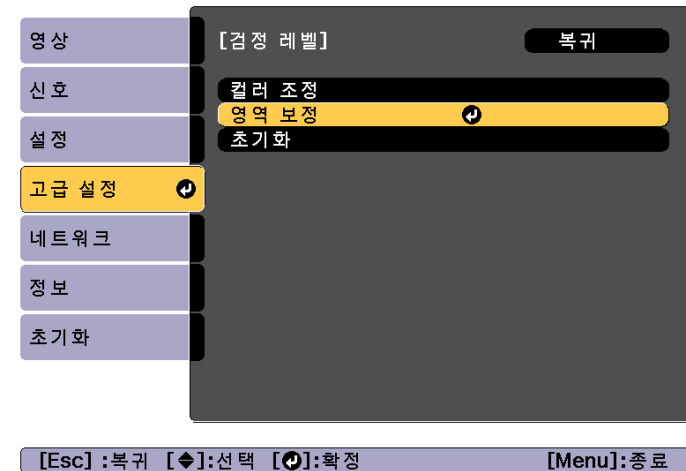 영상
신호
설정
고급 설정
네트워크
정보
초기화
[검정 레벨] 복귀
컬러 조정
영역 보정
초기화
[Esc] :복귀 [◆]:선택 [⏎]:확정 [Menu]:종료